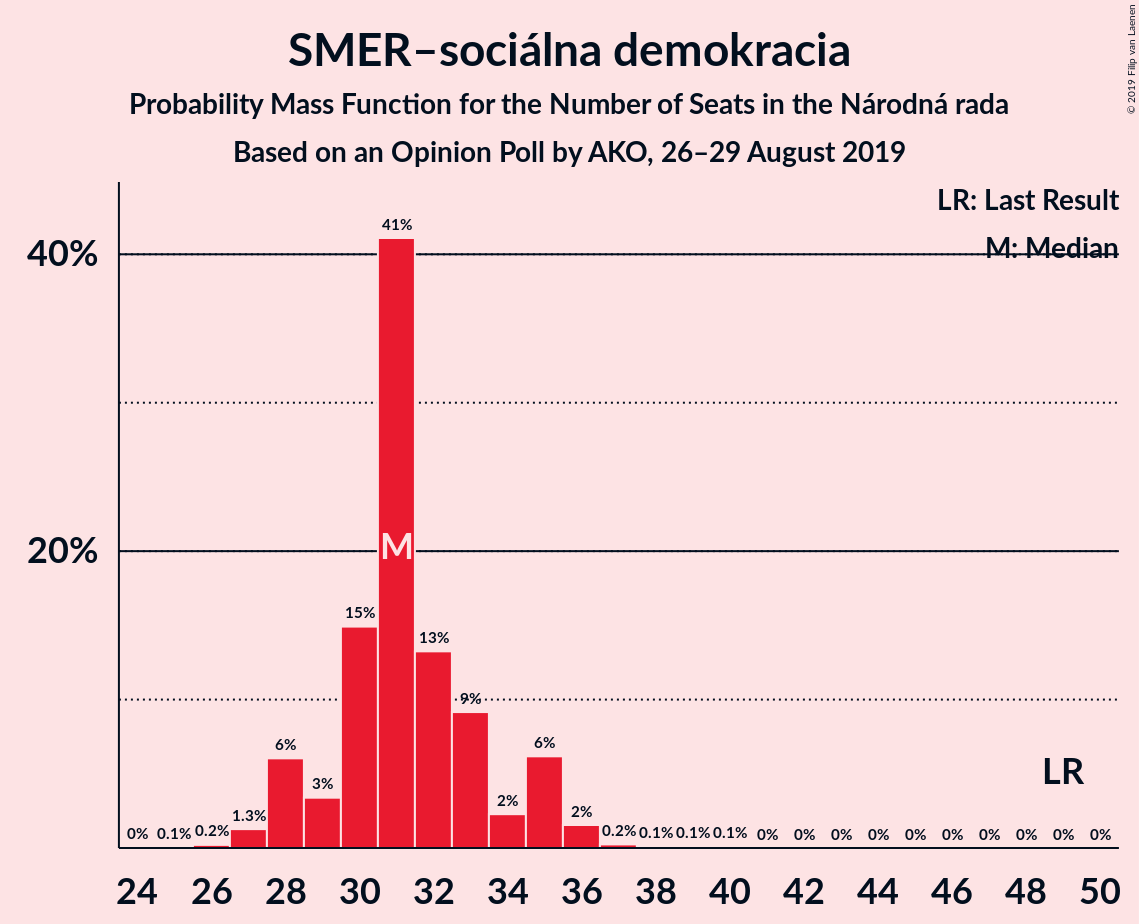 SMER–sociálna demokracia
Probability Mass Function for the Number of Seats in the Národná rada
Based on an Opinion Poll by AKO, 26–29 August 2019
© 2019 Filip van Laenen
LR: Last Result
M: Median
40%
20%
0% 0.1% 0.2% 1.3% 6% 3% 15% 41% 13% 9% 2% 6% 2% 0.2% 0.1% 0.1% 0.1% 0% 0% 0% 0% 0% 0% 0% 0% 0% 0%
M
LR
24 26 28 30 32 34 36 38 40 42 44 46 48 50